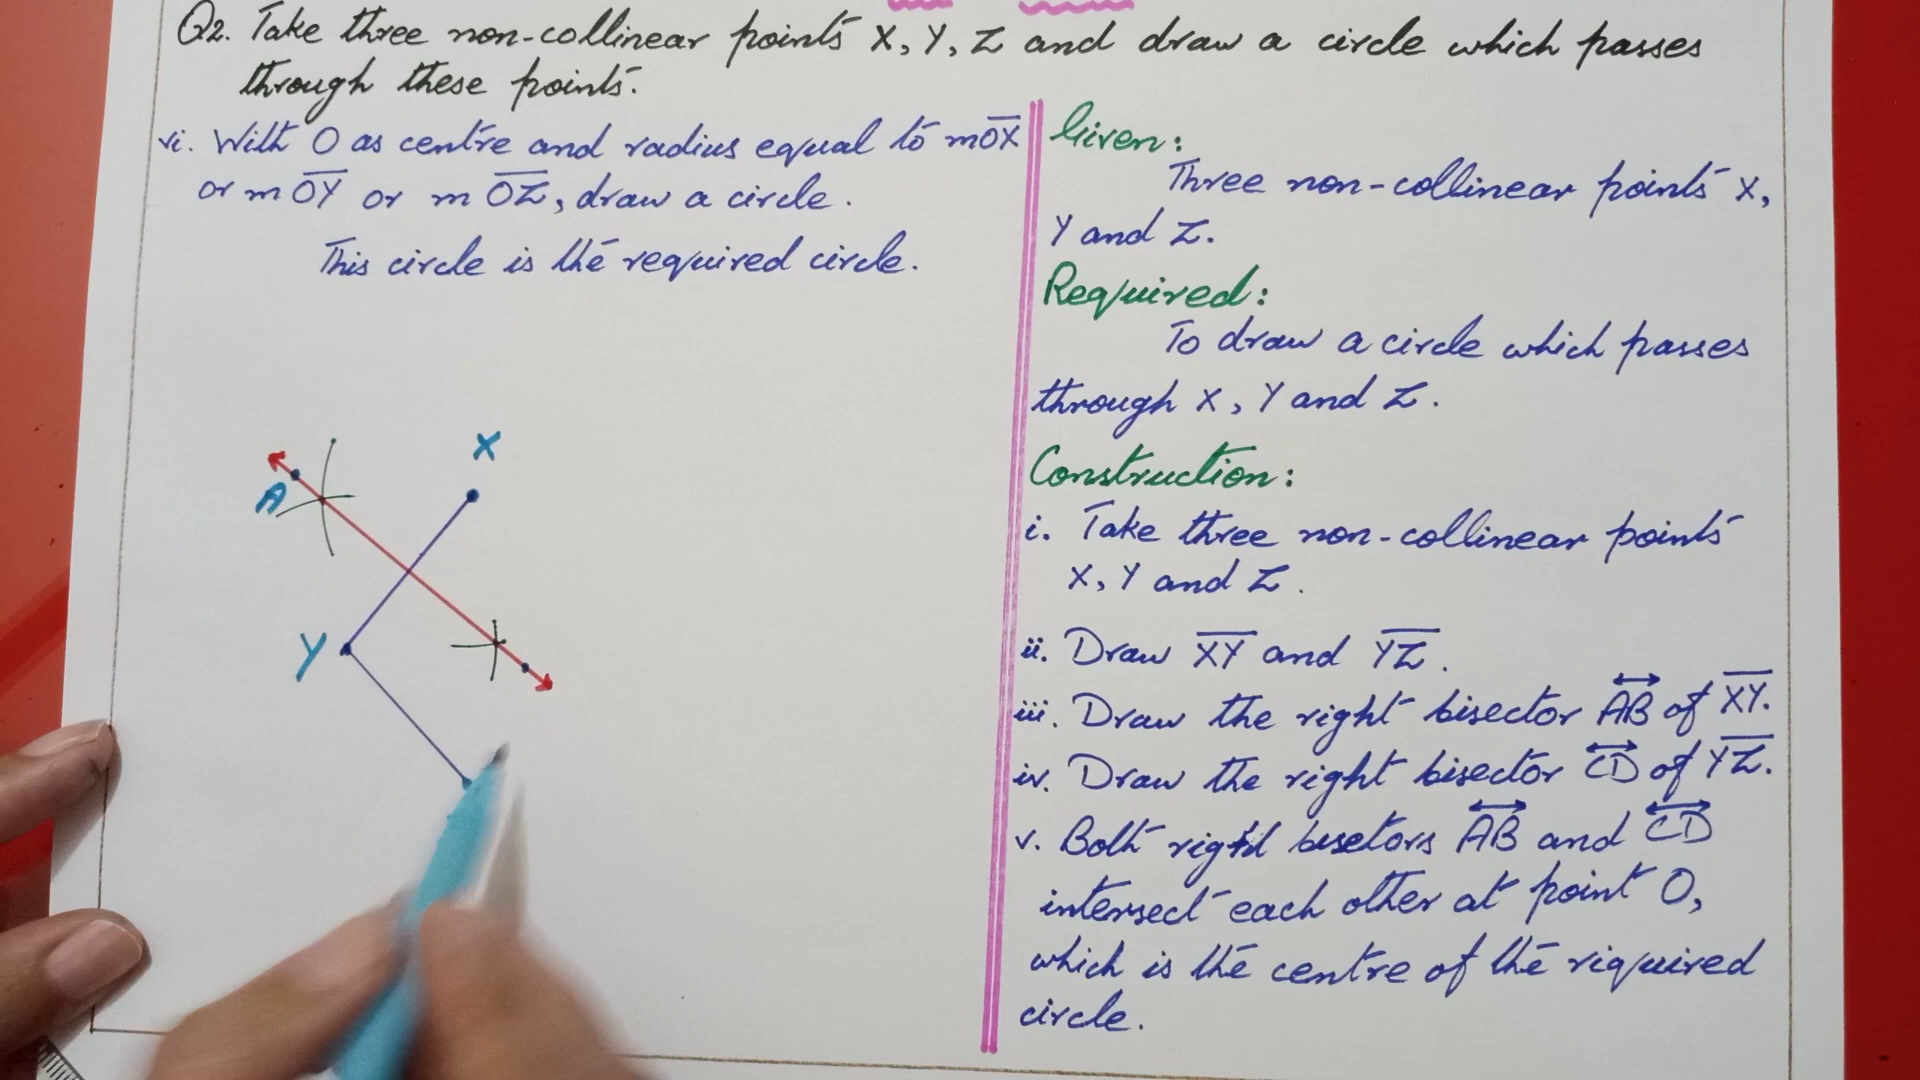 Q2. Take three non-collinear points X, Y, Z and draw a circle which passes
through these points.
vi. With O as centre and radius equal to mOX
or mOY or mOZ, draw a circle.
This circle is the required circle.
X
A
Y
Given:
Three non-collinear points X,
Y and Z.
Required:
To draw a circle which passes
through X, Y and Z.
Construction:
i. Take three non-collinear points
X, Y and Z.
ii. Draw XY and YZ.
iii. Draw the right bisector AB of XY.
iv. Draw the right bisector CD of YZ.
v. Both right bisetors AB and CD
intersect each other at point O,
which is the centre of the riquired
circle.